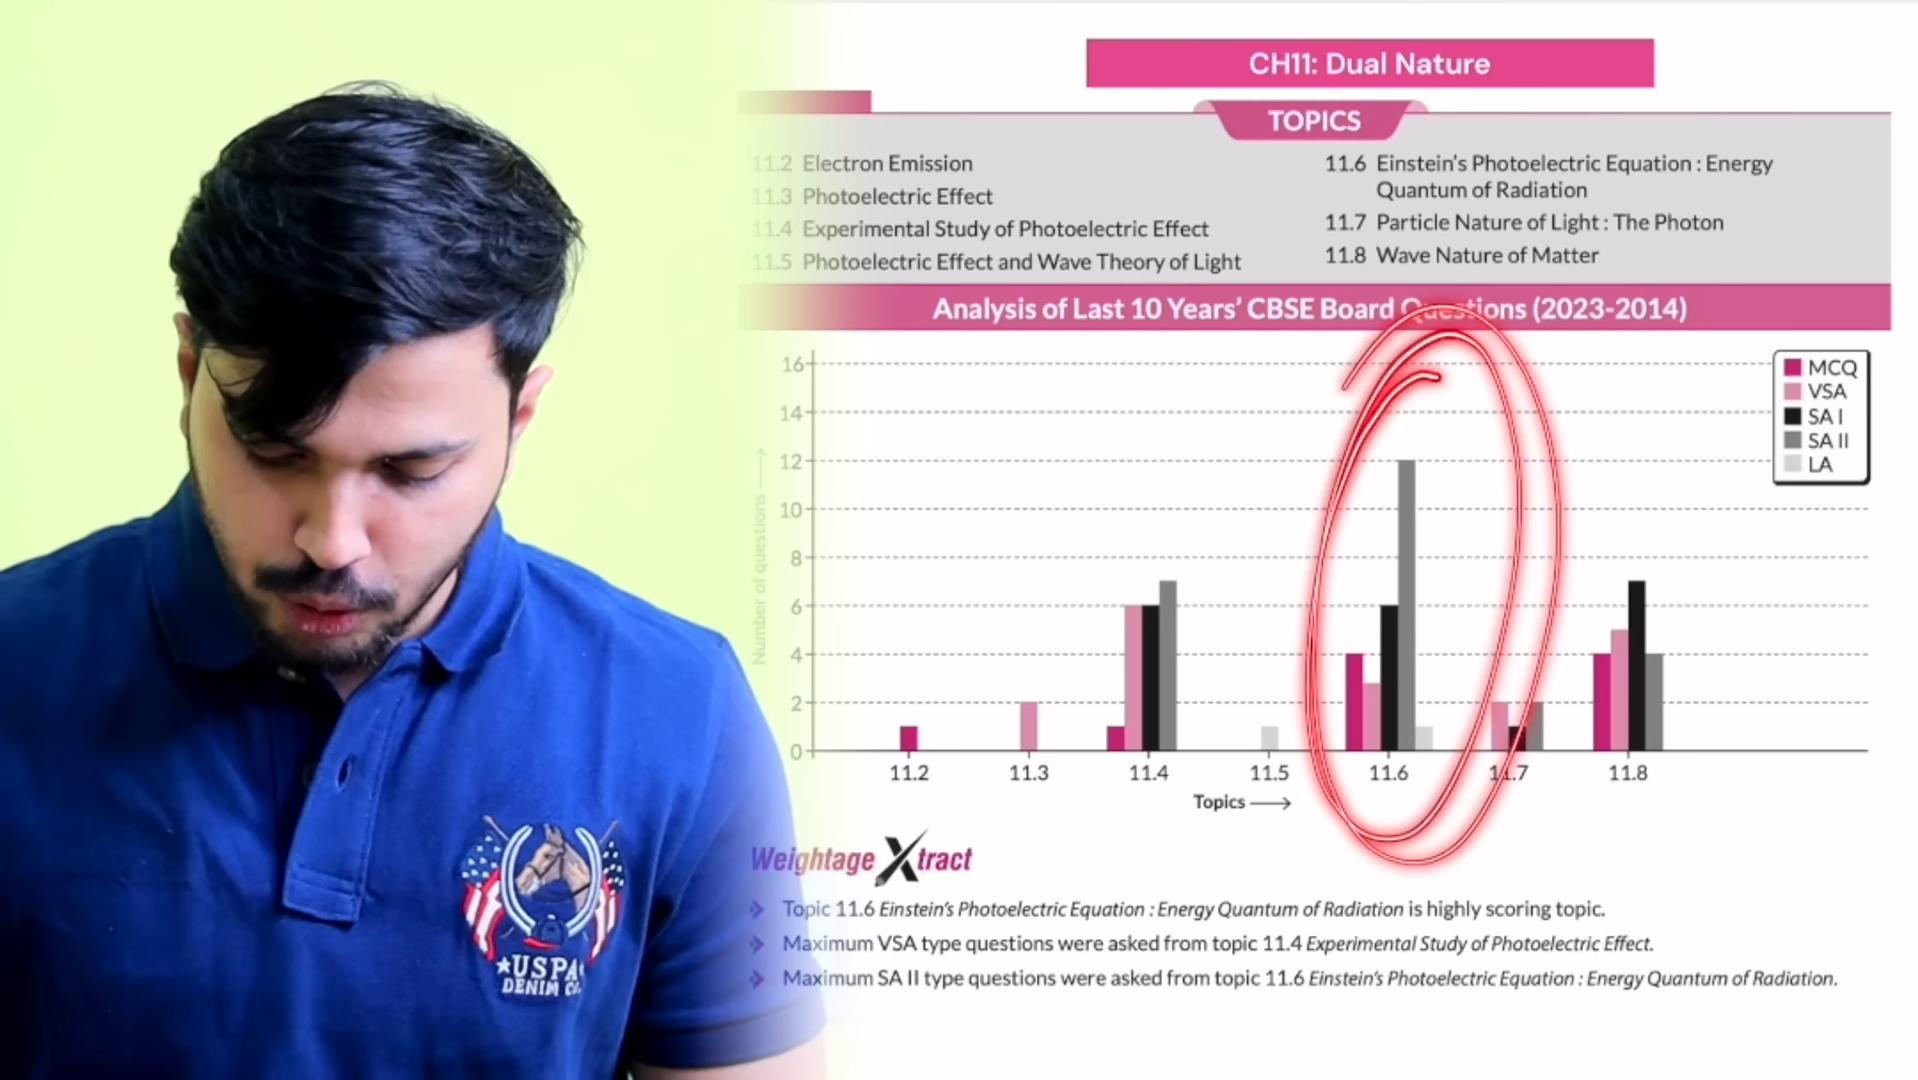 CH11: Dual Nature
TOPICS
11.2 Electron Emission
11.3 Photoelectric Effect
11.4 Experimental Study of Photoelectric Effect
11.5 Photoelectric Effect and Wave Theory of Light
11.6 Einstein's Photoelectric Equation : Energy
Quantum of Radiation
11.7 Particle Nature of Light : The Photon
11.8 Wave Nature of Matter
Analysis of Last 10 Years' CBSE Board Questions (2023-2014)
Number of questions
16
14
12
10
8
6
4
2
0
MCQ
VSA
SA I
SA II
LA
11.2 11.3 11.4 11.5 11.6 11.7 11.8
Topics
Weightage Xtract
Topic 11.6 Einstein's Photoelectric Equation : Energy Quantum of Radiation is highly scoring topic.
Maximum VSA type questions were asked from topic 11.4 Experimental Study of Photoelectric Effect.
Maximum SA II type questions were asked from topic 11.6 Einstein's Photoelectric Equation : Energy Quantum of Radiation.
USPA
DENIM CO.